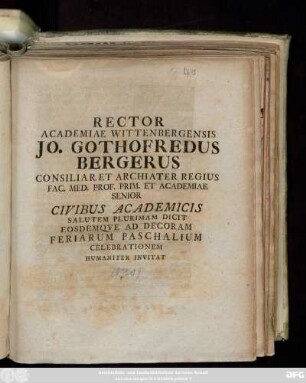 RECTOR
ACADEMIAE WITTENBERGENSIS
JO. GOTHOFREDUS
BERGERUS
CONSILIAR ET ARCHIATER REGIUS
FAC. MED. PROF. PRIM. ET ACADEMIAE
SENIOR
CIVIBUS ACADEMICIS
SALUTEM PLURIMAM DICIT
EOSDEMQVE AD DECORAM
FERIARUM PASCHALIUM
CELEBRATIONEM
HUMANITER INVITAT